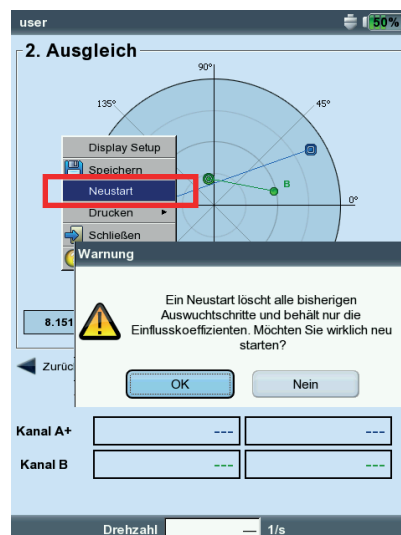 user
50%
2. Ausgleich
90°
135°
45°
Display Setup
Speichern
Neustart
B
0°
Drucken
Schließen
Warnung
Ein Neustart löscht alle bisherigen
Auswuchtschritte und behält nur die
Einflusskoeffizienten. Möchten Sie wirklich neu
starten?
8.151
Zurüc
OK
Nein
Kanal A+ --- ---
Kanal B --- ---
Drehzahl — 1/s